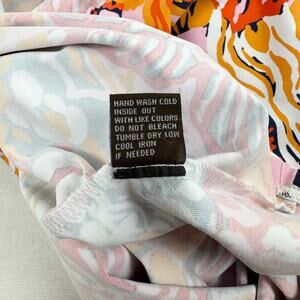 HAND WASH COLD
INSIDE OUT
WITH LIKE COLORS
DO NOT BLEACH
TUMBLE DRY LOW
COOL IRON
IF NEEDED